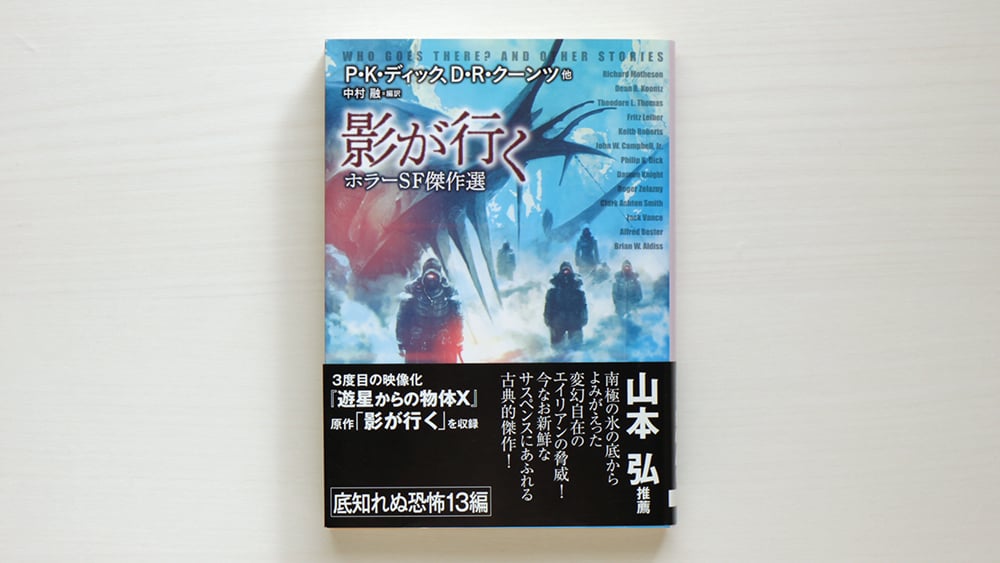 WHO GOES THERE? AND OTHER STORIES
P・K・ディック、D・R・クーンツ 他
中村 融・編訳
影が行く
ホラーSF傑作選
Richard Matheson
Dean R. Koontz
Theodore L. Thomas
Fritz Leiber
Keith Roberts
John W. Campbell, Jr.
Philip K. Dick
Damon Knight
Roger Zelazny
Clark Ashton Smith
Jack Vance
Alfred Bester
Brian W. Aldiss
3度目の映像化
『遊星からの物体X』
原作「影が行く」を収録
底知れぬ恐怖13編
山本 弘 推薦
南極の氷の底から
よみがえった
変幻自在の
エイリアンの脅威!
今なお新鮮な
サスペンスにあふれる
古典的傑作!